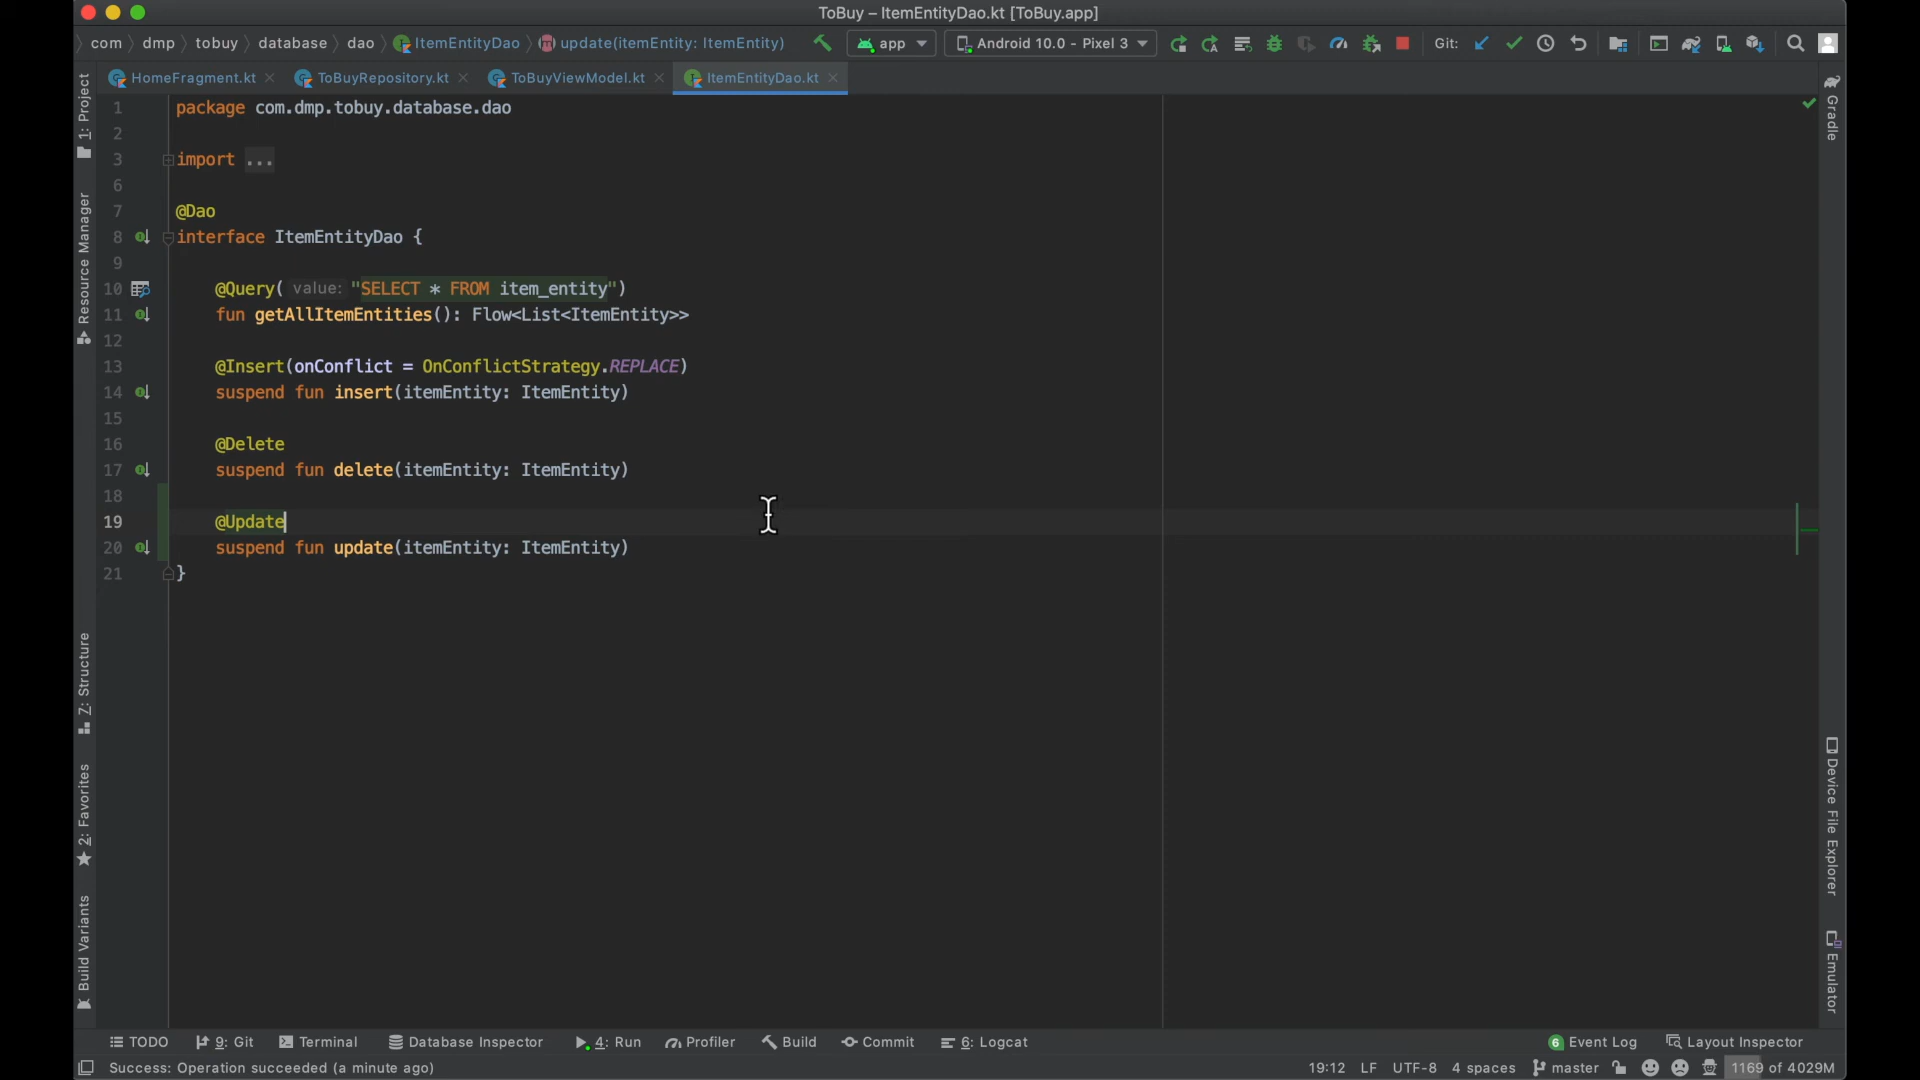 ToBuy – ItemEntityDao.kt [ToBuy.app]
com dmp tobuy database dao ItemEntityDao update(itemEntity: ItemEntity) app Android 10.0 - Pixel 3 Git:
HomeFragment.kt ToBuyRepository.kt ToBuyViewModel.kt ItemEntityDao.kt
1 package com.dmp.tobuy.database.dao
2
3 import ...
6
7 @Dao
8 interface ItemEntityDao {
9
10 @Query( value: "SELECT * FROM item_entity")
11 fun getAllItemEntities(): Flow<List<ItemEntity>>
12
13 @Insert(onConflict = OnConflictStrategy.REPLACE)
14 suspend fun insert(itemEntity: ItemEntity)
15
16 @Delete
17 suspend fun delete(itemEntity: ItemEntity)
18
19 @Update
20 suspend fun update(itemEntity: ItemEntity)
21 }
1: Project
Resource Manager
Z: Structure
2: Favorites
Build Variants
Gradle
Device File Explorer
Emulator
TODO 9: Git Terminal Database Inspector 4: Run Profiler Build Commit 6: Logcat 6 Event Log Layout Inspector
Success: Operation succeeded (a minute ago) 19:12 LF UTF-8 4 spaces master 1169 of 4029M